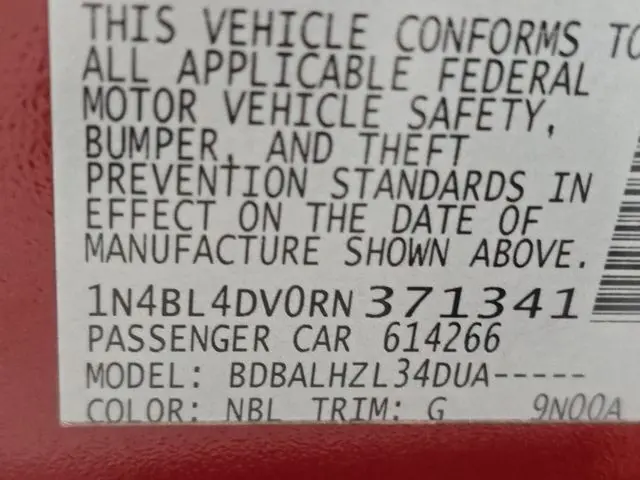 THIS VEHICLE CONFORMS TO
ALL APPLICABLE FEDERAL
MOTOR VEHICLE SAFETY,
BUMPER, AND THEFT
PREVENTION STANDARDS IN
EFFECT ON THE DATE OF
MANUFACTURE SHOWN ABOVE.
1N4BL4DV0RN371341
PASSENGER CAR 614266
MODEL: BDBALHZL34DUA-----
COLOR: NBL TRIM: G 9N00A